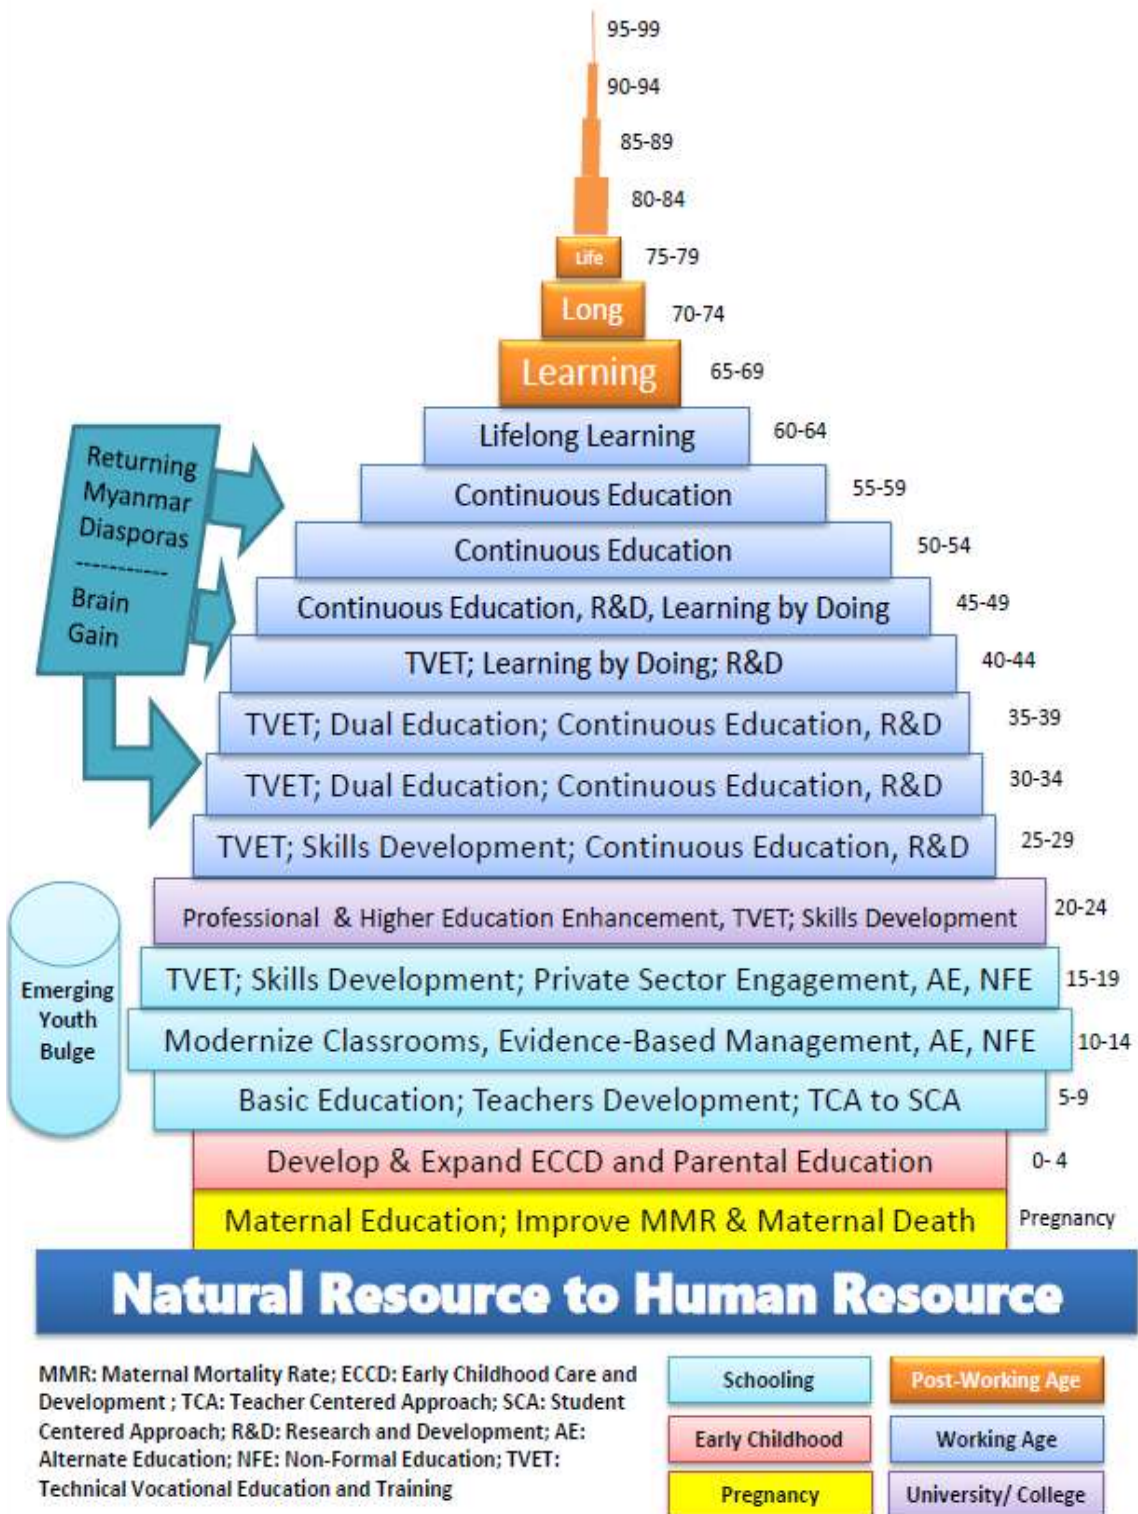 95-99
90-94
85-89
80-84
Life
75-79
Long
70-74
Learning
65-69
Lifelong Learning
60-64
Continuous Education
55-59
Continuous Education
50-54
Continuous Education, R&D, Learning by Doing
45-49
TVET; Learning by Doing; R&D
40-44
TVET; Dual Education; Continuous Education, R&D
35-39
TVET; Dual Education; Continuous Education, R&D
30-34
TVET; Skills Development; Continuous Education, R&D
25-29
Professional & Higher Education Enhancement, TVET; Skills Development
20-24
TVET; Skills Development; Private Sector Engagement, AE, NFE
15-19
Modernize Classrooms, Evidence-Based Management, AE, NFE
10-14
Basic Education; Teachers Development; TCA to SCA
5-9
Develop & Expand ECCD and Parental Education
0- 4
Maternal Education; Improve MMR & Maternal Death
Pregnancy
Returning
Myanmar
Diasporas
-----------
Brain
Gain
Emerging
Youth
Bulge
Natural Resource to Human Resource
MMR: Maternal Mortality Rate; ECCD: Early Childhood Care and
Development ; TCA: Teacher Centered Approach; SCA: Student
Centered Approach; R&D: Research and Development; AE:
Alternate Education; NFE: Non-Formal Education; TVET:
Technical Vocational Education and Training
Schooling
Post-Working Age
Early Childhood
Working Age
Pregnancy
University/ College